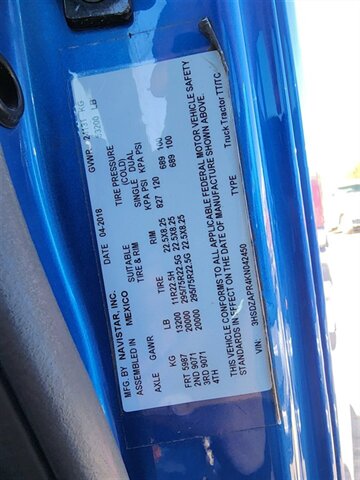 MFG. BY NAVISTAR, INC.
ASSEMBLED IN MEXICO
DATE 04-2018
GVWR 24131 KG
53200 LB
AXLE GAWR SUITABLE TIRE & RIM TIRE PRESSURE (COLD)
SINGLE DUAL
KG LB TIRE RIM KPA PSI KPA PSI
FRT 5987 13200 11R22.5H 22.5X8.25 827 120
2ND 9071 20000 295/75R22.5G 22.5X8.25 689 100
3RD 9071 20000 295/75R22.5G 22.5X8.25 689 100
4TH
THIS VEHICLE CONFORMS TO ALL APPLICABLE FEDERAL MOTOR VEHICLE SAFETY
STANDARDS IN EFFECT ON THE DATE OF MANUFACTURE SHOWN ABOVE.
VIN: TYPE Truck Tractor TT/TC